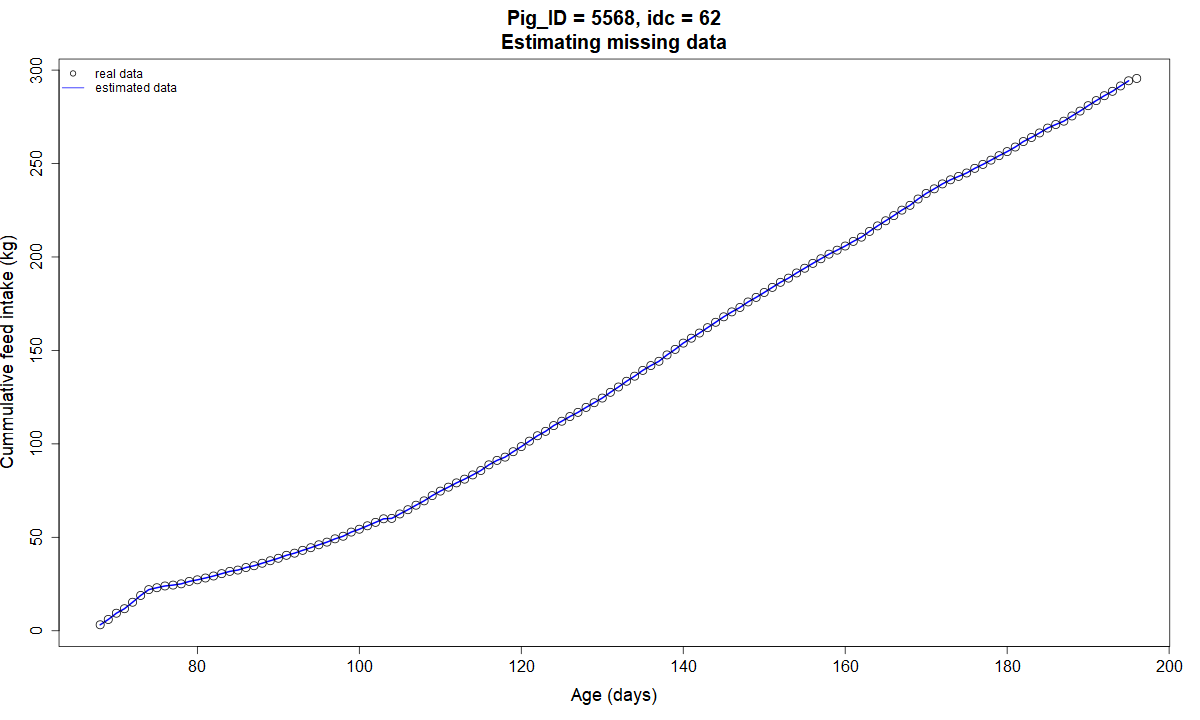 Pig_ID = 5568, idc = 62
Estimating missing data
real data
estimated data
Cummulative feed intake (kg)
300
250
200
150
100
50
0
80 100 120 140 160 180 200
Age (days)